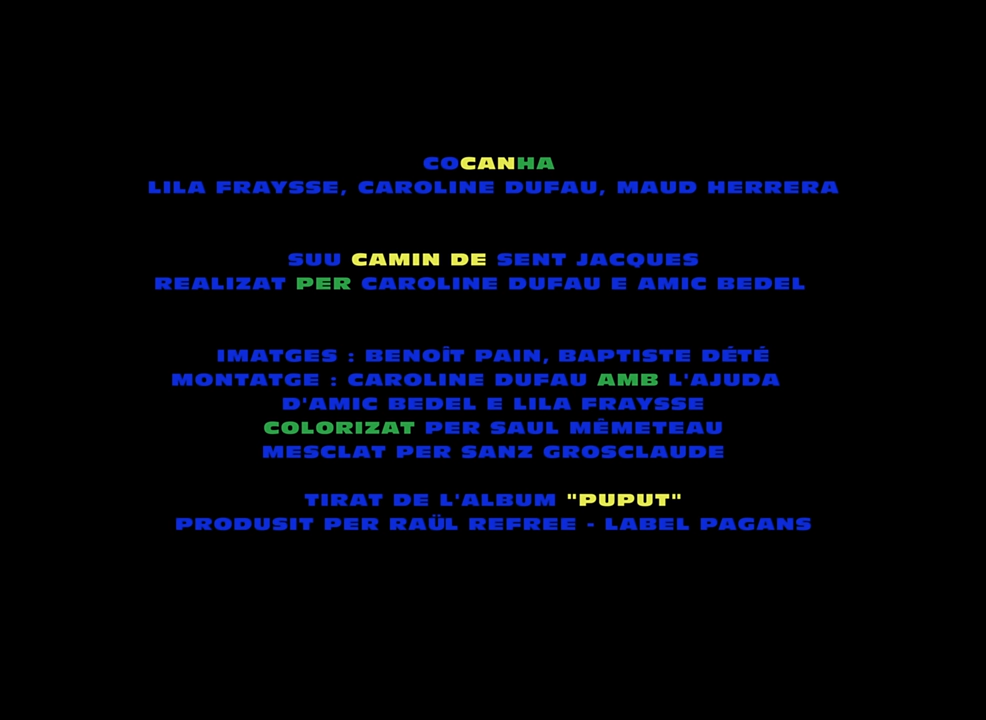 COCANHA
LILA FRAYSSE, CAROLINE DUFAU, MAUD HERRERA
SUU CAMIN DE SENT JACQUES
REALIZAT PER CAROLINE DUFAU E AMIC BEDEL
IMATGES : BENOÎT PAIN, BAPTISTE DÉTÉ
MONTATGE : CAROLINE DUFAU AMB L'AJUDA
D'AMIC BEDEL E LILA FRAYSSE
COLORIZAT PER SAUL MÊMETEAU
MESCLAT PER SANZ GROSCLAUDE
TIRAT DE L'ALBUM "PUPUT"
PRODUSIT PER RAÜL REFREE - LABEL PAGANS